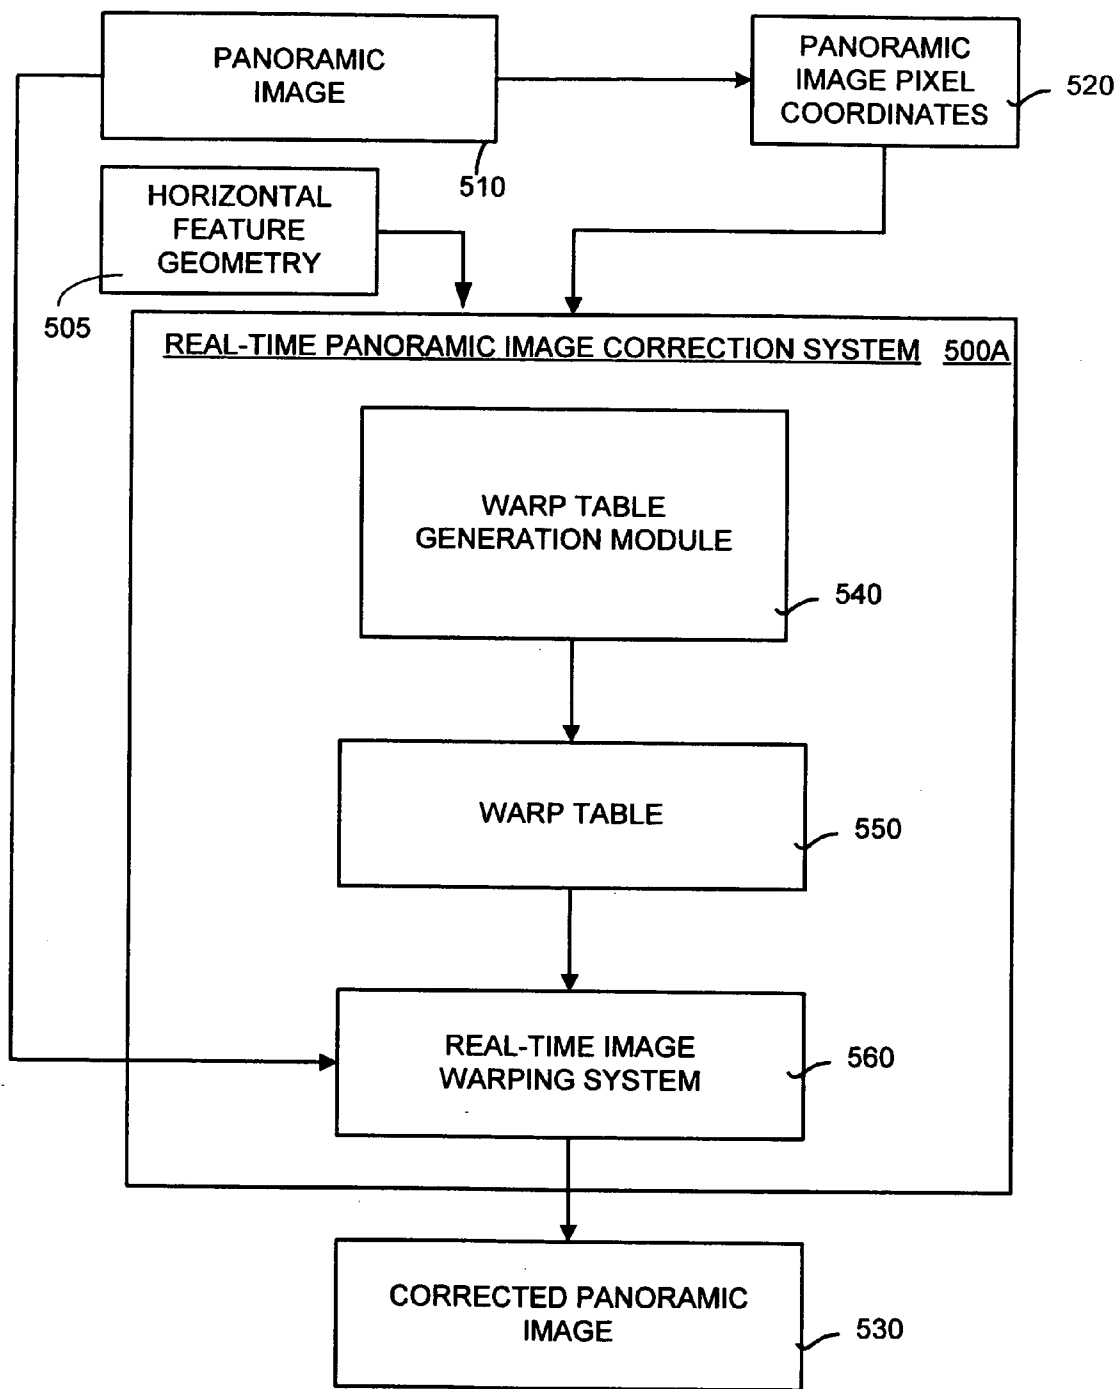 PANORAMIC
IMAGE
510
PANORAMIC
IMAGE PIXEL
COORDINATES
520
HORIZONTAL
FEATURE
GEOMETRY
505
REAL-TIME PANORAMIC IMAGE CORRECTION SYSTEM 500A
WARP TABLE
GENERATION MODULE
540
WARP TABLE
550
REAL-TIME IMAGE
WARPING SYSTEM
560
CORRECTED PANORAMIC
IMAGE
530